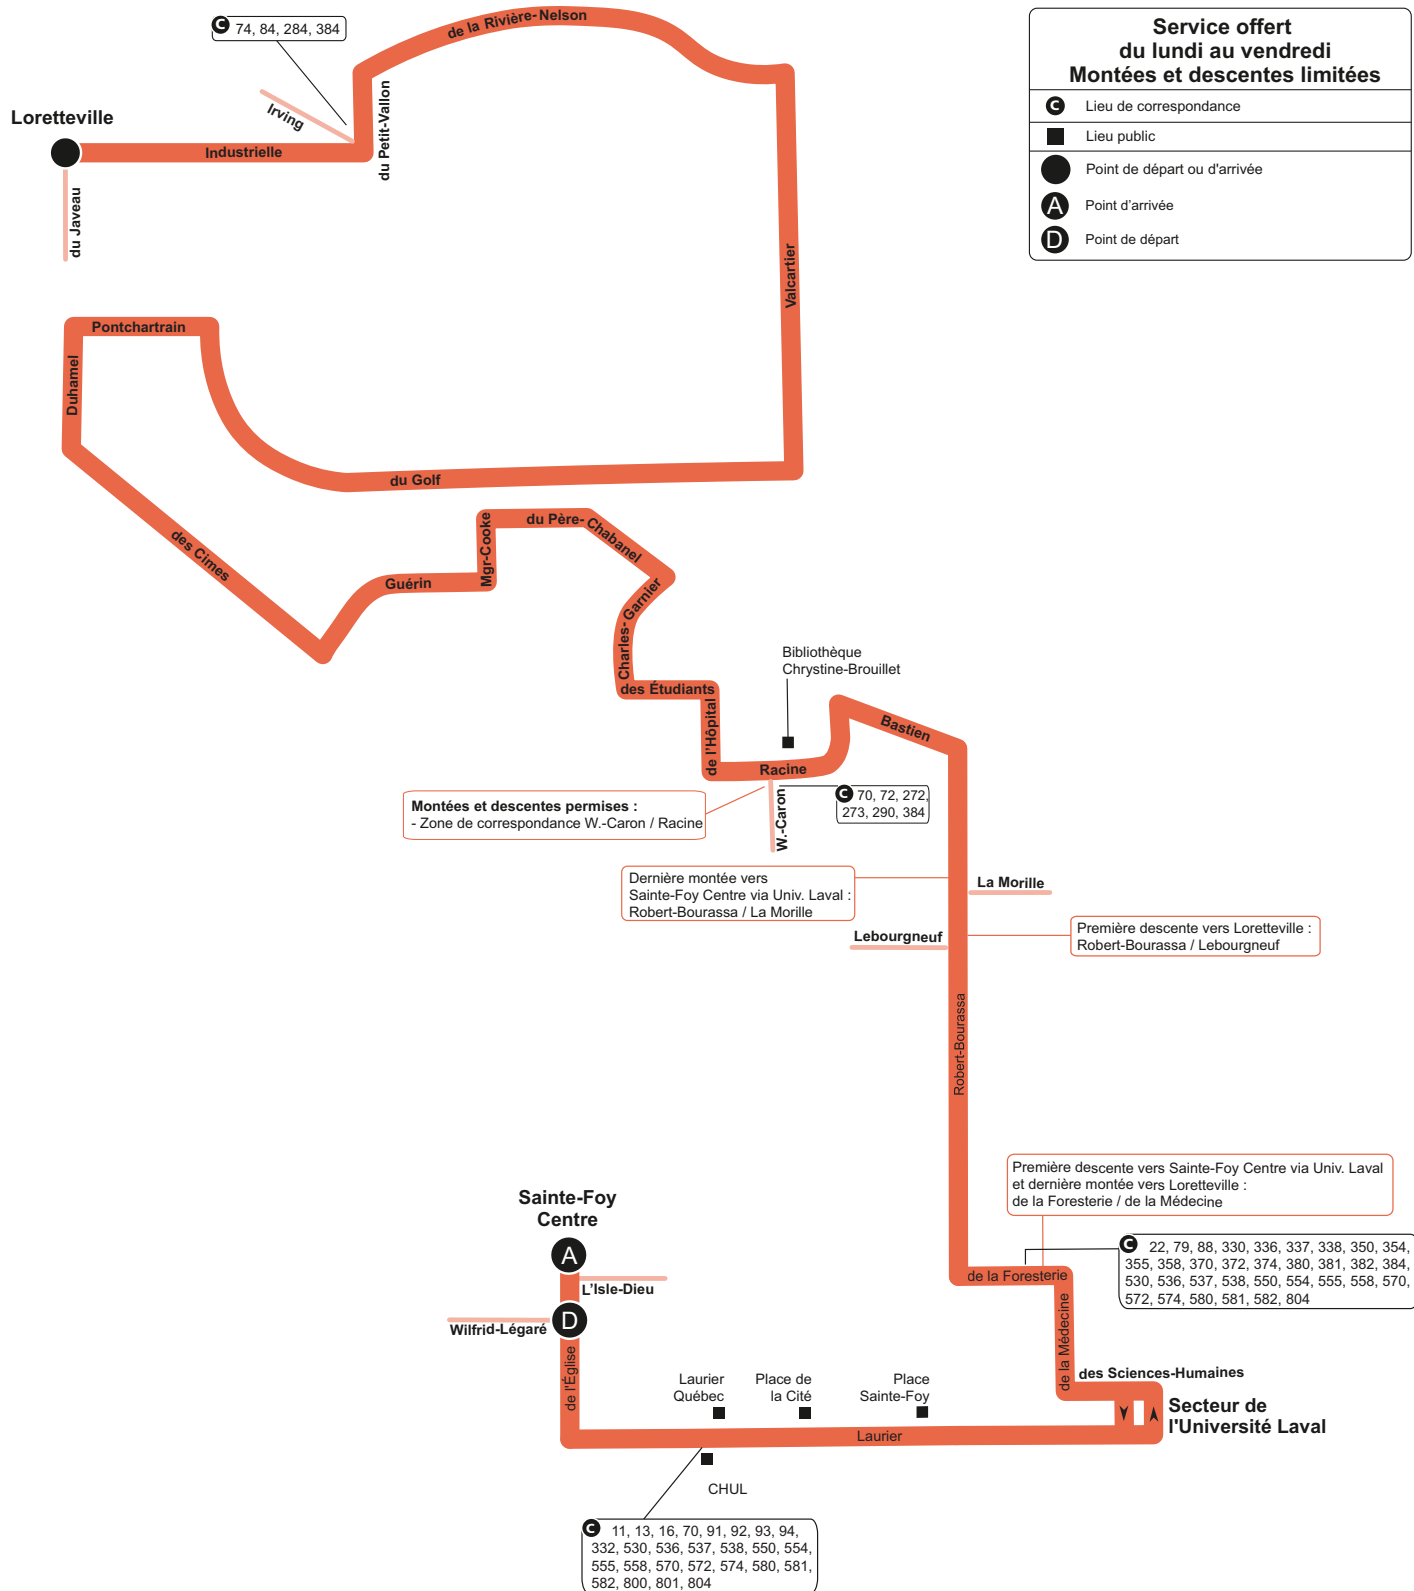 C 74, 84, 284, 384
de la Rivière-Nelson
Service offert
du lundi au vendredi
Montées et descentes limitées
C Lieu de correspondance
Lieu public
Point de départ ou d'arrivée
A Point d'arrivée
D Point de départ
Loretteville
Irving
Industrielle
du Petit-Vallon
du Javeau
Valcartier
Pontchartrain
Duhamel
du Golf
des Cimes
Guérin
Mgr-Cooke
du Père-Chabanel
Charles-Garnier
des Étudiants
de l'Hôpital
Bibliothèque
Chrystine-Brouillet
Racine
Bastien
W.-Caron
Montées et descentes permises :
- Zone de correspondance W.-Caron / Racine
C 70, 72, 272,
273, 290, 384
Dernière montée vers
Sainte-Foy Centre via Univ. Laval :
Robert-Bourassa / La Morille
La Morille
Lebourgneuf
Première descente vers Loretteville :
Robert-Bourassa / Lebourgneuf
Robert-Bourassa
Première descente vers Sainte-Foy Centre via Univ. Laval
et dernière montée vers Loretteville :
de la Foresterie / de la Médecine
C 22, 79, 88, 330, 336, 337, 338, 350, 354,
355, 358, 370, 372, 374, 380, 381, 382, 384,
530, 536, 537, 538, 550, 554, 555, 558, 570,
572, 574, 580, 581, 582, 804
de la Foresterie
de la Médecine
des Sciences-Humaines
Secteur de
l'Université Laval
Sainte-Foy
Centre
A
L'Isle-Dieu
D
Wilfrid-Légaré
de l'Église
Laurier
Québec
Place de
la Cité
Place
Sainte-Foy
Laurier
CHUL
C 11, 13, 16, 70, 91, 92, 93, 94,
332, 530, 536, 537, 538, 550, 554,
555, 558, 570, 572, 574, 580, 581,
582, 800, 801, 804